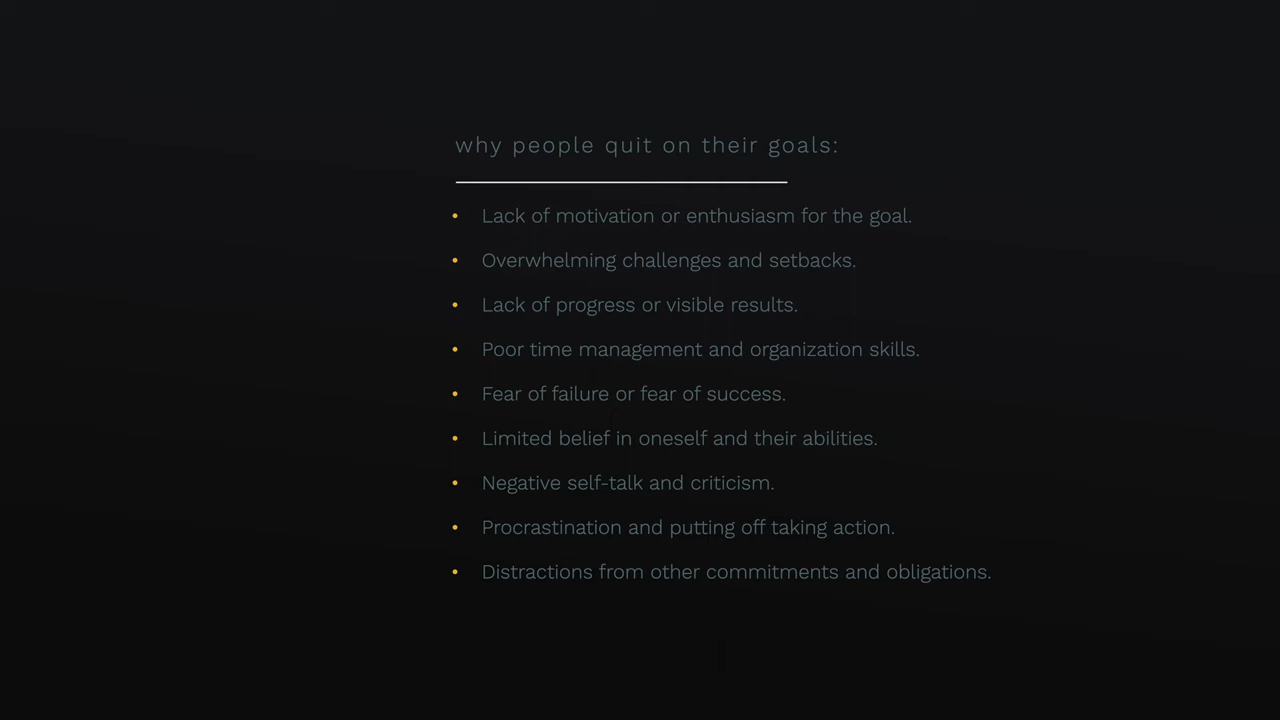 why people quit on their goals:
• Lack of motivation or enthusiasm for the goal.
• Overwhelming challenges and setbacks.
• Lack of progress or visible results.
• Poor time management and organization skills.
• Fear of failure or fear of success.
• Limited belief in oneself and their abilities.
• Negative self-talk and criticism.
• Procrastination and putting off taking action.
• Distractions from other commitments and obligations.